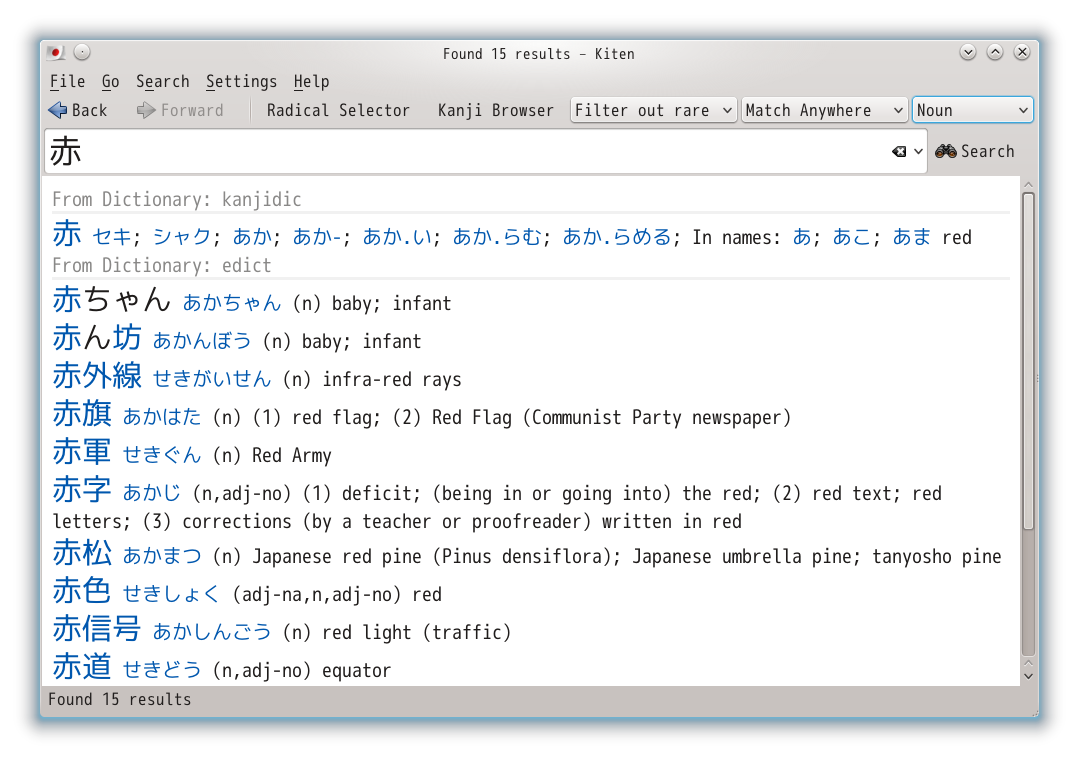 Found 15 results – Kiten
File Go Search Settings Help
Back Forward Radical Selector Kanji Browser Filter out rare Match Anywhere Noun
赤 Search
From Dictionary: kanjidic
赤 セキ; シャク; あか; あか-; あか.い; あか.らむ; あか.らめる; In names: あ; あこ; あま red
From Dictionary: edict
赤ちゃん あかちゃん (n) baby; infant
赤ん坊 あかんぼう (n) baby; infant
赤外線 せきがいせん (n) infra-red rays
赤旗 あかはた (n) (1) red flag; (2) Red Flag (Communist Party newspaper)
赤軍 せきぐん (n) Red Army
赤字 あかじ (n,adj-no) (1) deficit; (being in or going into) the red; (2) red text; red
letters; (3) corrections (by a teacher or proofreader) written in red
赤松 あかまつ (n) Japanese red pine (Pinus densiflora); Japanese umbrella pine; tanyosho pine
赤色 せきしょく (adj-na,n,adj-no) red
赤信号 あかしんごう (n) red light (traffic)
赤道 せきどう (n,adj-no) equator
Found 15 results